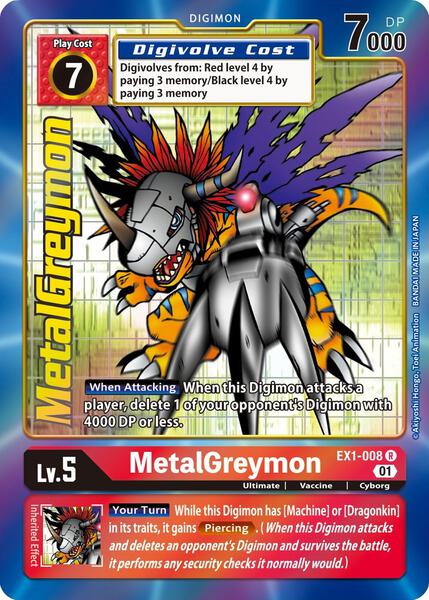 DIGIMON
Play Cost
7
Digivolve Cost
Digivolves from: Red level 4 by
paying 3 memory/Black level 4 by
paying 3 memory
DP
7000
MetalGreymon
When Attacking When this Digimon attacks a
player, delete 1 of your opponent's Digimon with
4000 DP or less.
© Akiyoshi Hongo, Toei Animation BANDAI MADE IN JAPAN
Lv.5
MetalGreymon
EX1-008 R
01
Ultimate | Vaccine | Cyborg
Inherited Effect
Your Turn While this Digimon has [Machine] or [Dragonkin]
in its traits, it gains Piercing. (When this Digimon attacks
and deletes an opponent's Digimon and survives the battle,
it performs any security checks it normally would.)